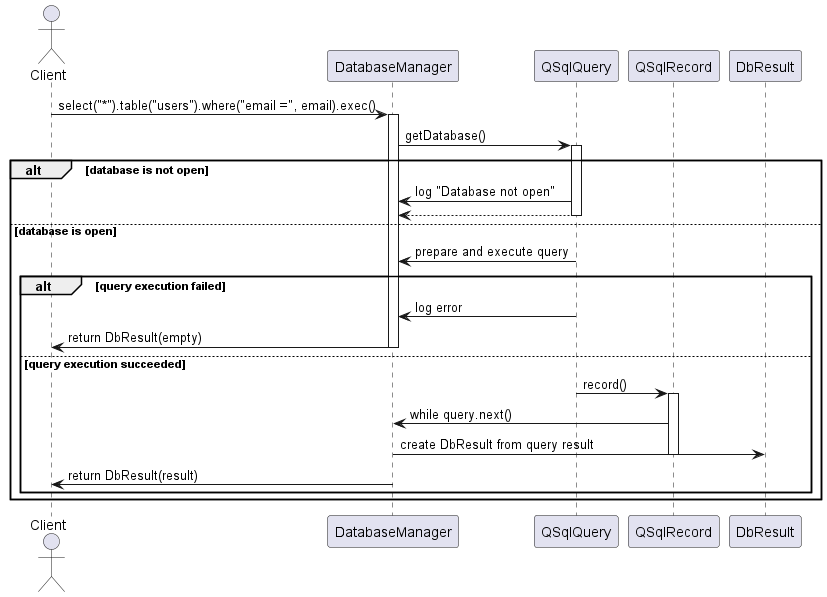 Client
DatabaseManager
QSqlQuery
QSqlRecord
DbResult
select("*").table("users").where("email =", email).exec()
getDatabase()
alt [database is not open]
log "Database not open"
[database is open]
prepare and execute query
alt [query execution failed]
log error
return DbResult(empty)
[query execution succeeded]
record()
while query.next()
create DbResult from query result
return DbResult(result)
Client
DatabaseManager
QSqlQuery
QSqlRecord
DbResult